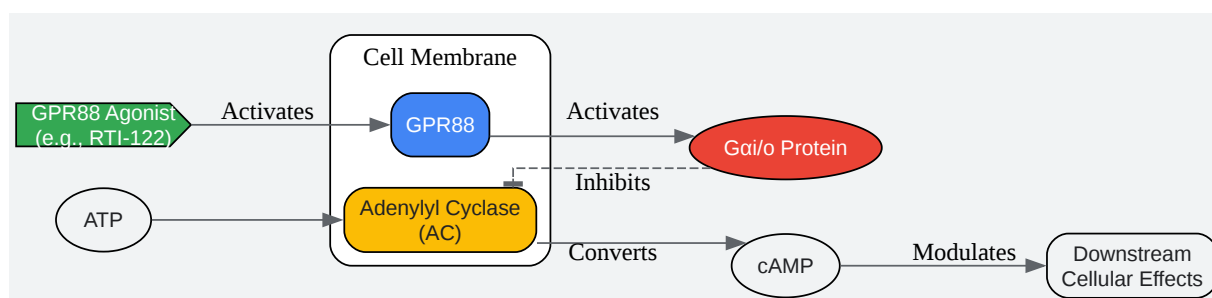 Cell Membrane
GPR88 Agonist
(e.g., RTI-122)
Activates
GPR88
Activates
Gαi/o Protein
Inhibits
ATP
Adenylyl Cyclase
(AC)
Converts
cAMP
Modulates
Downstream
Cellular Effects